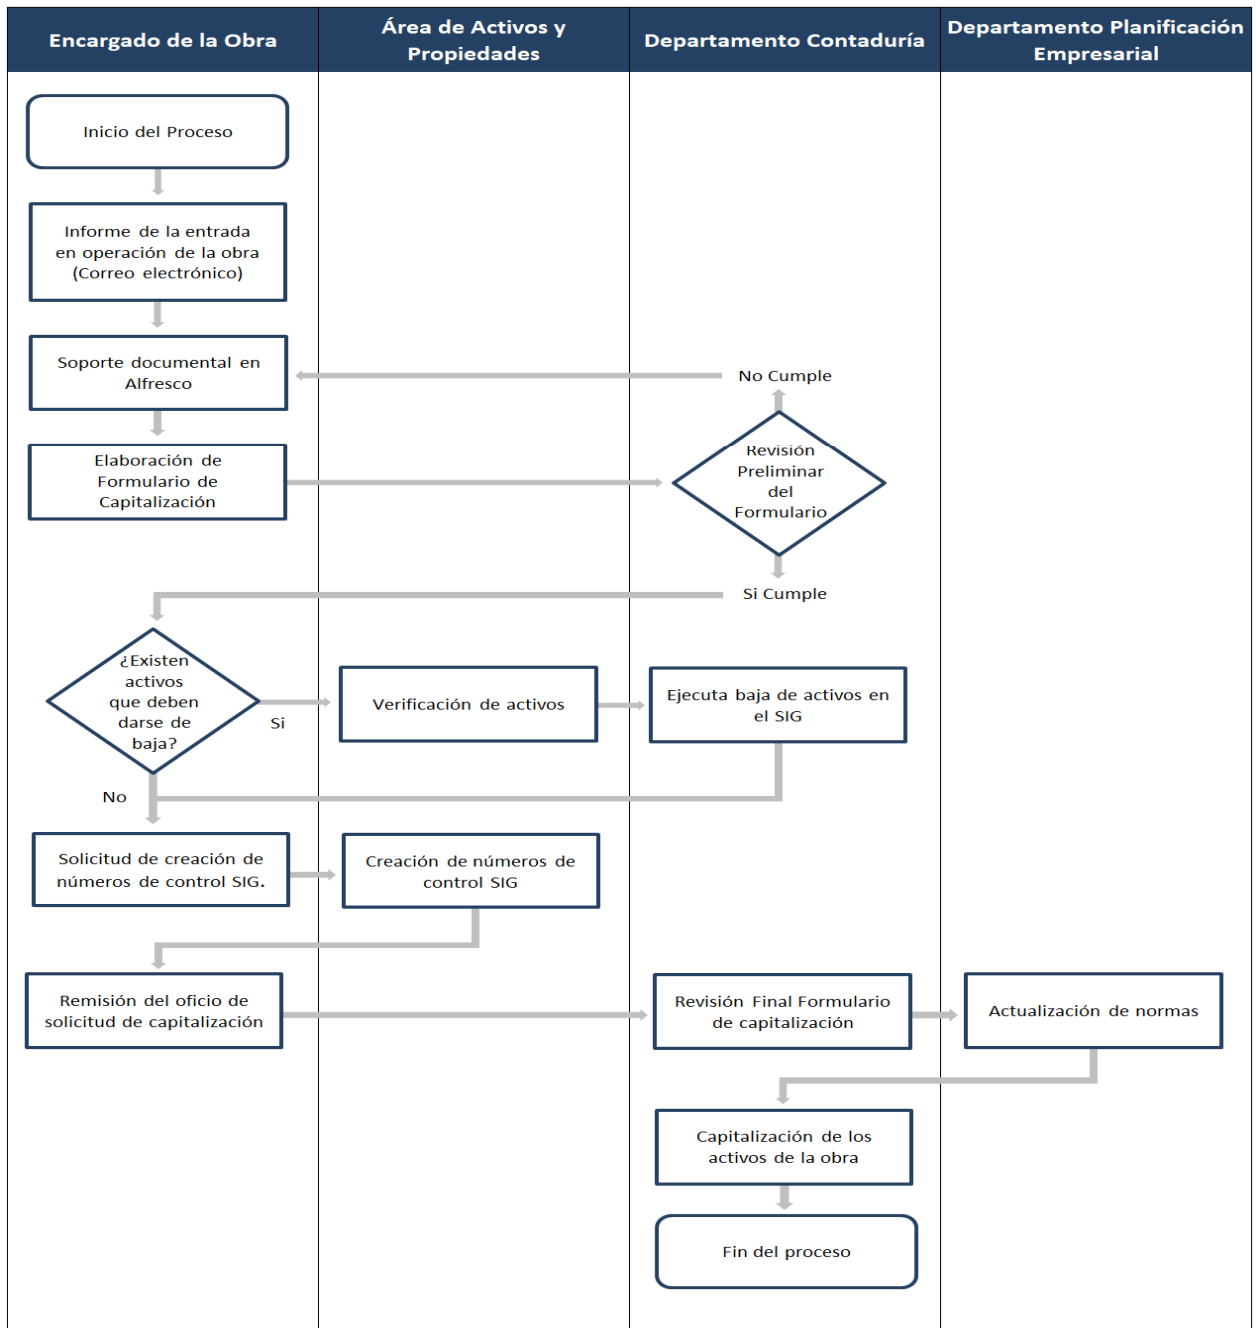 Encargado de la Obra
Área de Activos y
Propiedades
Departamento Contaduría
Departamento Planificación
Empresarial
Inicio del Proceso
Informe de la entrada
en operación de la obra
(Correo electrónico)
Soporte documental en
Alfresco
No Cumple
Elaboración de
Formulario de
Capitalización
Revisión
Preliminar
del
Formulario
Si Cumple
¿Existen
activos
que deben
darse de
baja?
Si
Verificación de activos
Ejecuta baja de activos en
el SIG
No
Solicitud de creación de
números de control SIG.
Creación de números de
control SIG
Remisión del oficio de
solicitud de capitalización
Revisión Final Formulario
de capitalización
Actualización de normas
Capitalización de los
activos de la obra
Fin del proceso